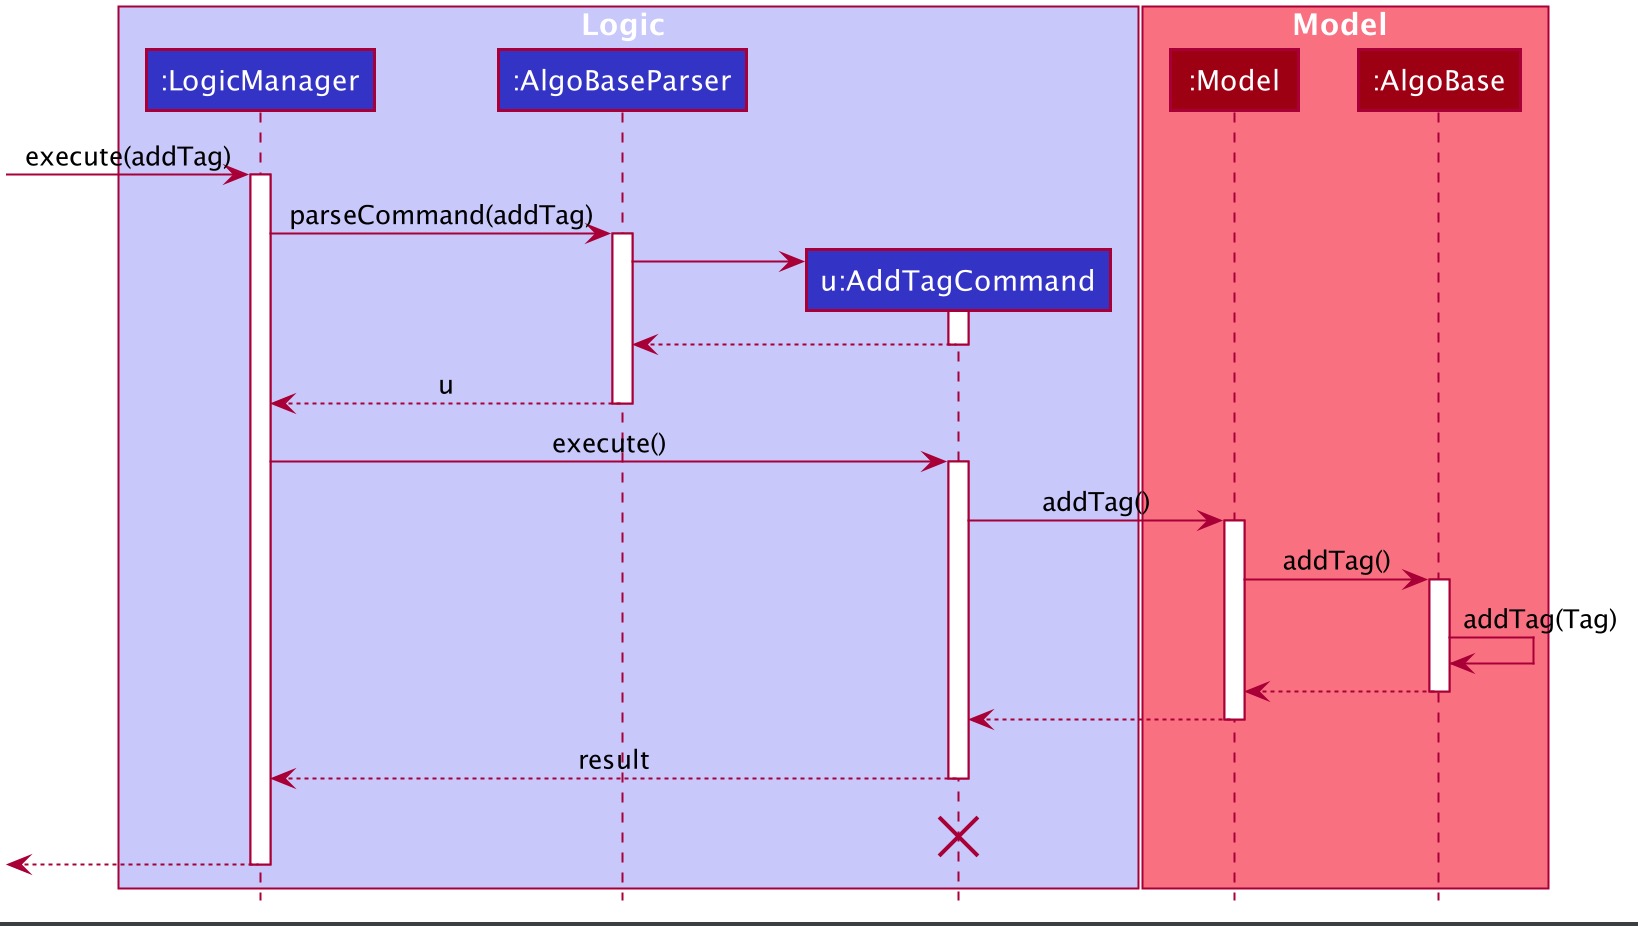 Logic
Model
:LogicManager
:AlgoBaseParser
:Model
:AlgoBase
execute(addTag)
parseCommand(addTag)
u:AddTagCommand
u
execute()
addTag()
addTag()
addTag(Tag)
result